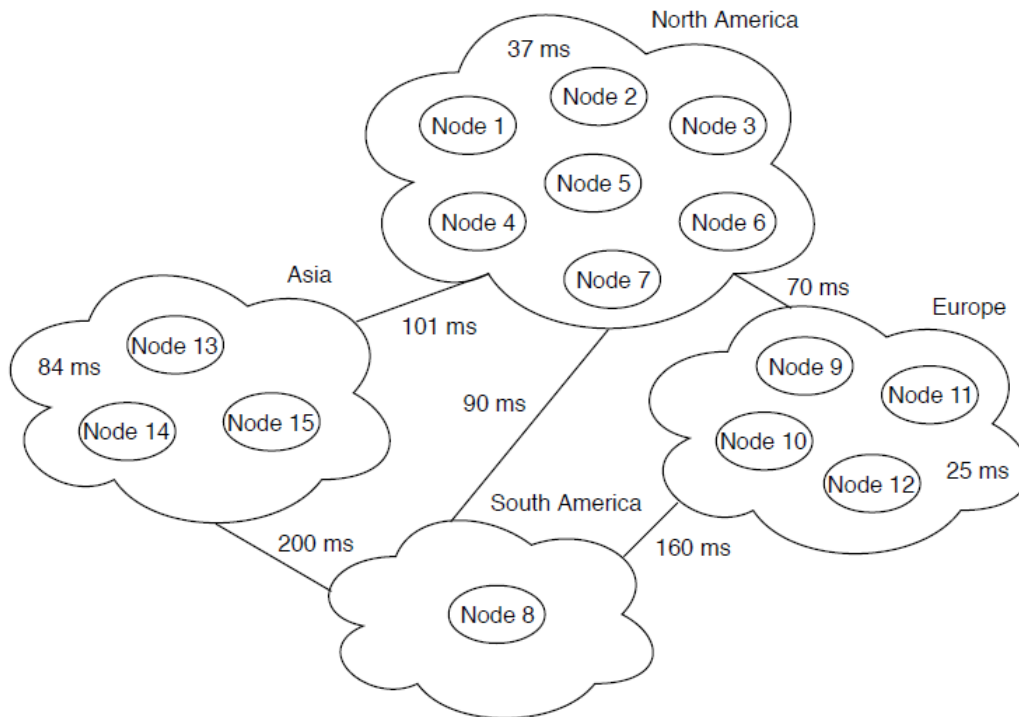 North America
37 ms
Node 2
Node 1
Node 3
Node 5
Node 4
Node 6
Node 7
Asia
70 ms
Europe
101 ms
Node 13
84 ms
Node 9
Node 11
90 ms
Node 14
Node 15
Node 10
25 ms
Node 12
South America
200 ms
160 ms
Node 8